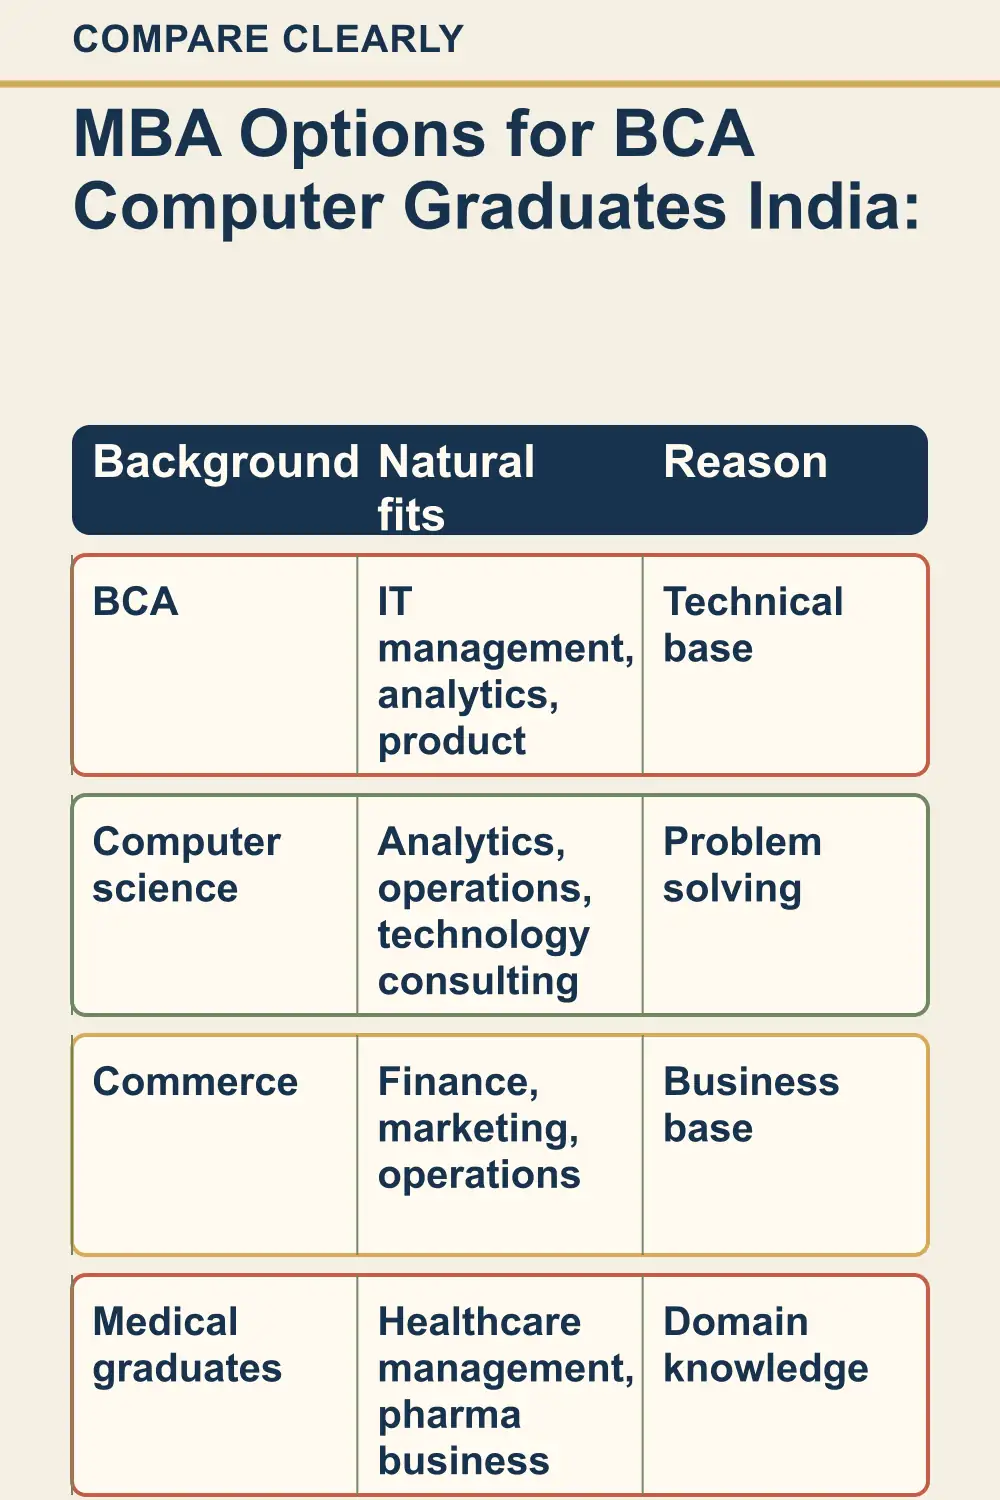 COMPARE CLEARLY
MBA Options for BCA
Computer Graduates India:
Background
Natural
fits
Reason
BCA
IT
management,
analytics,
product
Technical
base
Computer
science
Analytics,
operations,
technology
consulting
Problem
solving
Commerce
Finance,
marketing,
operations
Business
base
Medical
graduates
Healthcare
management,
pharma
business
Domain
knowledge